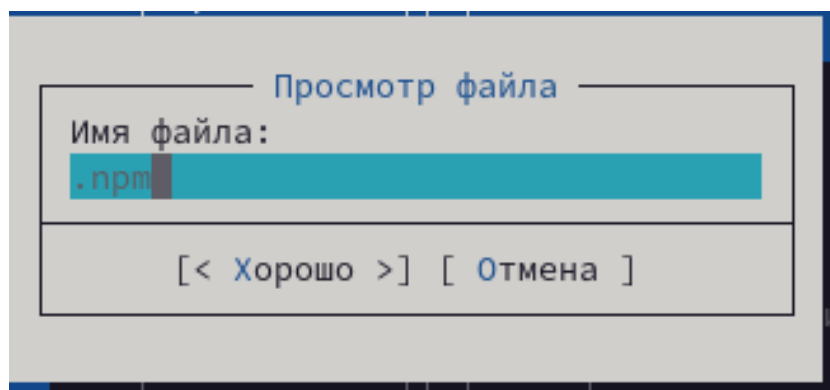 Просмотр файла
Имя файла:
.npm
[< Хорошо >] [ Отмена ]